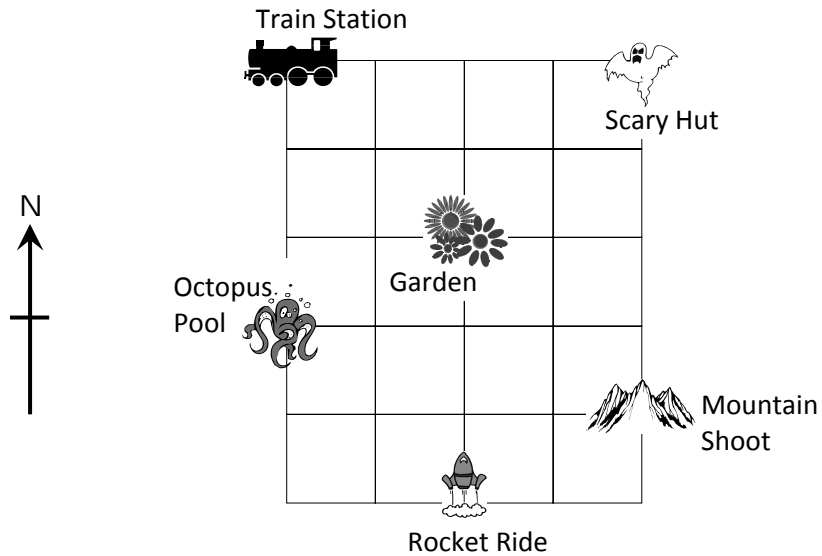 Train Station
Scary Hut
N
Garden
Octopus
Pool
Mountain
Shoot
Rocket Ride